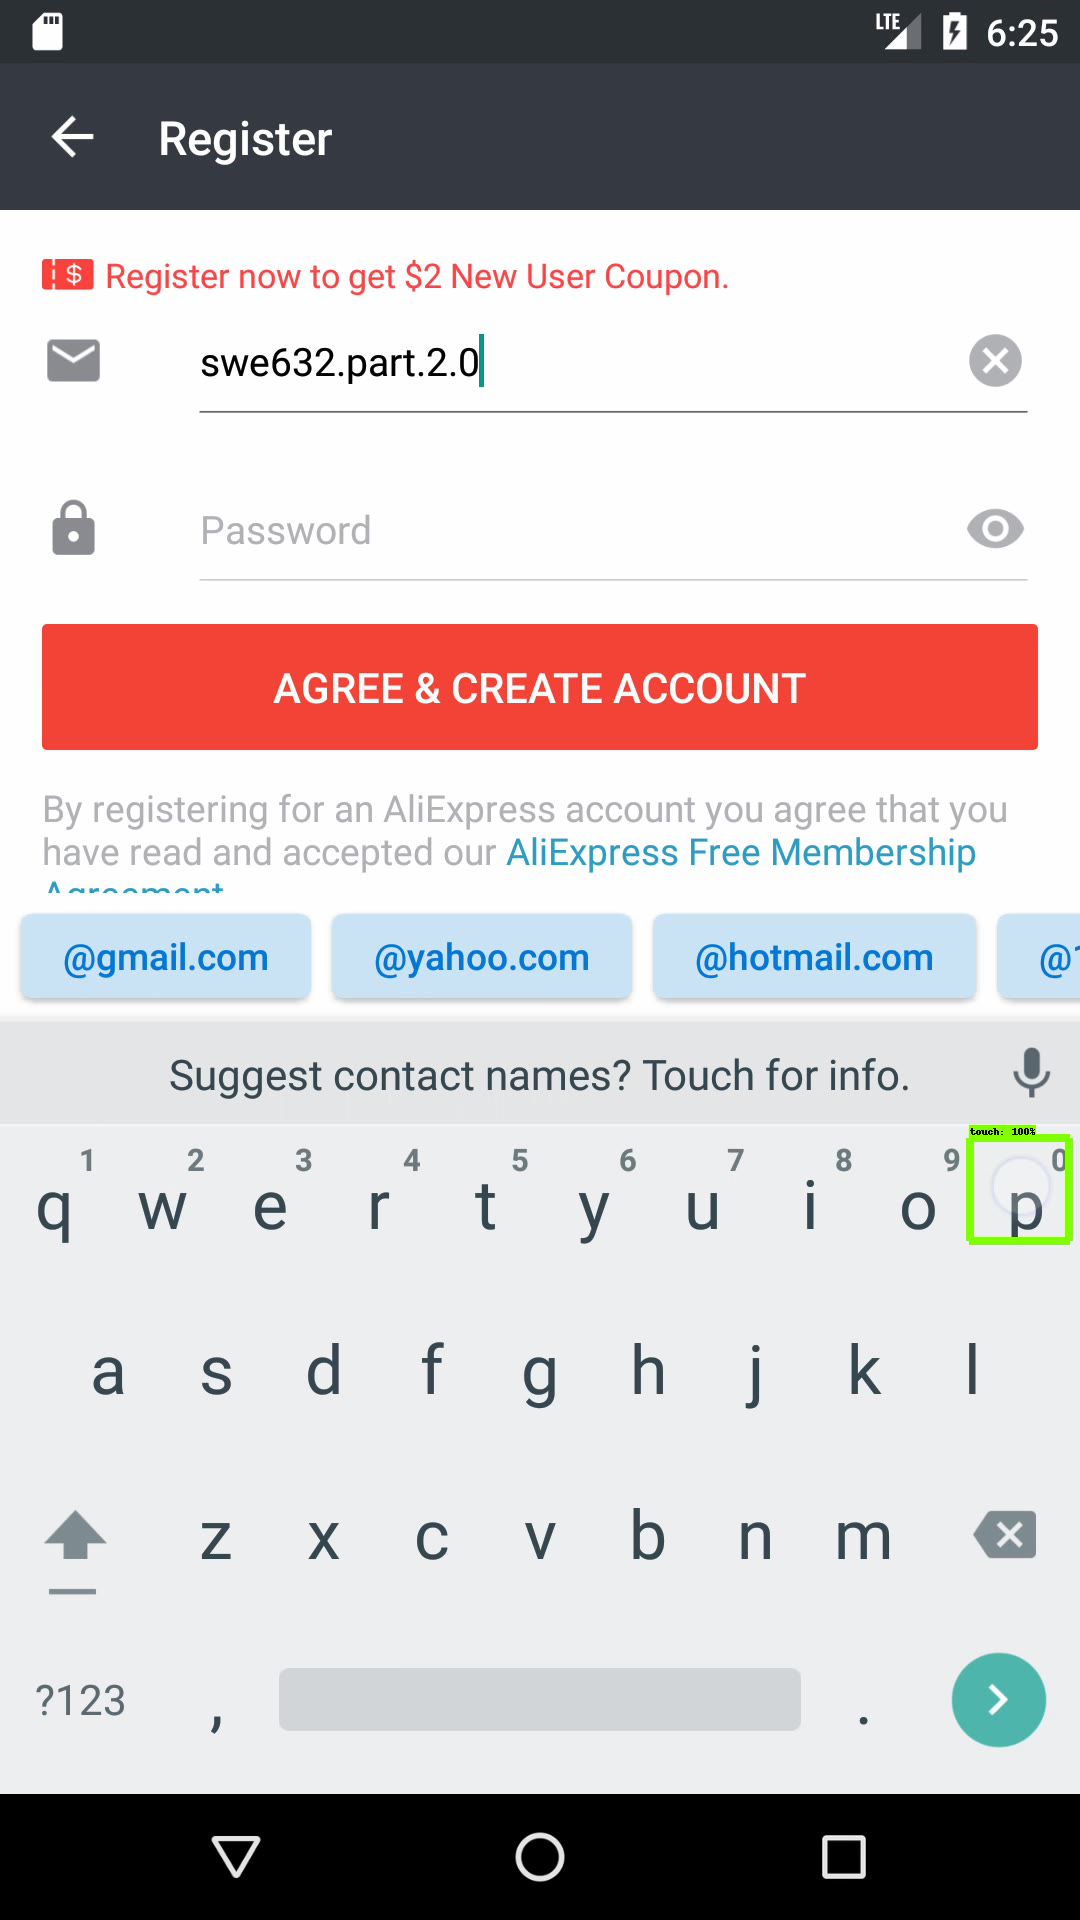 LTE 6:25
Register
$ Register now to get $2 New User Coupon.
swe632.part.2.0
Password
AGREE & CREATE ACCOUNT
By registering for an AliExpress account you agree that you
have read and accepted our AliExpress Free Membership
Agreement
@gmail.com @yahoo.com @hotmail.com @1
Suggest contact names? Touch for info.
touch: 100%
1 2 3 4 5 6 7 8 9 0
q w e r t y u i o p
a s d f g h j k l
z x c v b n m
?123 , .